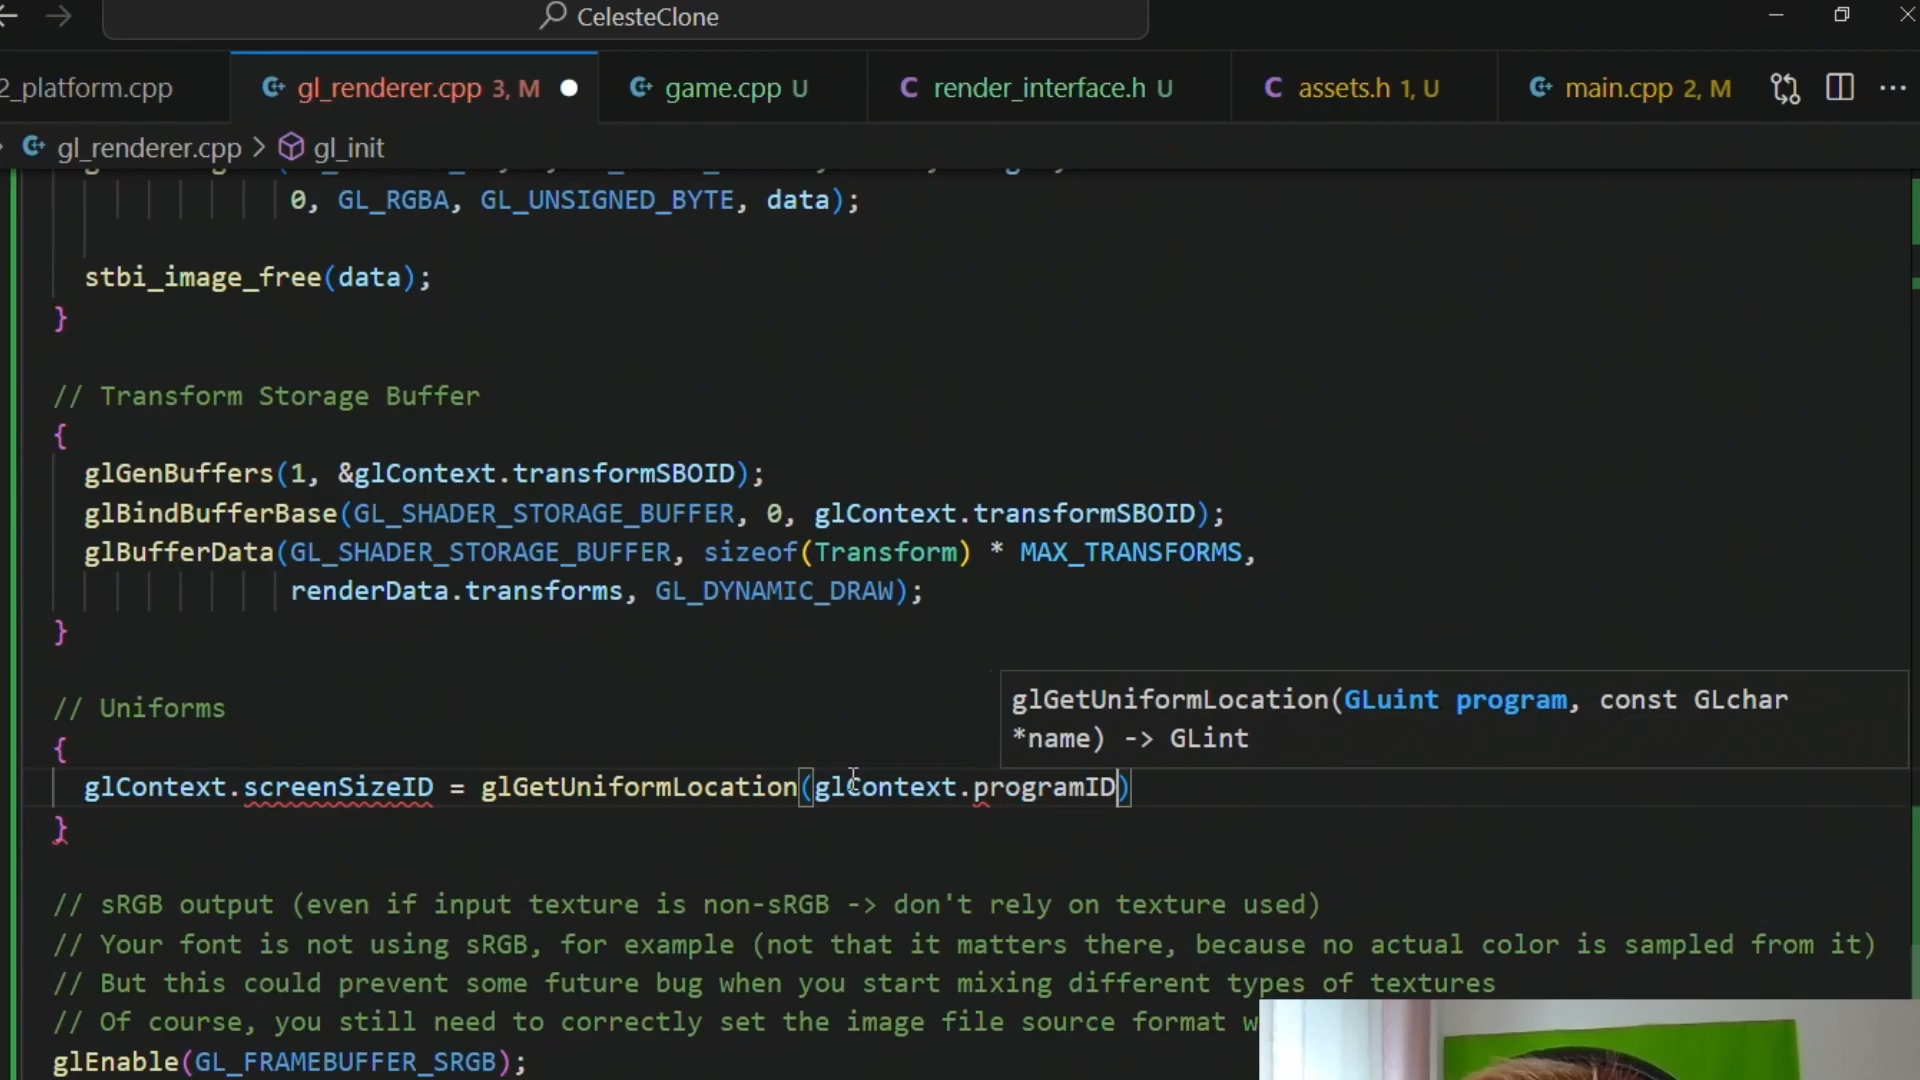 CelesteClone
2_platform.cpp gl_renderer.cpp 3, M game.cpp U render_interface.h U assets.h 1, U main.cpp 2, M ...
gl_renderer.cpp > gl_init
0, GL_RGBA, GL_UNSIGNED_BYTE, data);
stbi_image_free(data);
}
// Transform Storage Buffer
{
glGenBuffers(1, &glContext.transformSBOID);
glBindBufferBase(GL_SHADER_STORAGE_BUFFER, 0, glContext.transformSBOID);
glBufferData(GL_SHADER_STORAGE_BUFFER, sizeof(Transform) * MAX_TRANSFORMS,
renderData.transforms, GL_DYNAMIC_DRAW);
}
// Uniforms
{
glGetUniformLocation(GLuint program, const GLchar
*name) -> GLint
glContext.screenSizeID = glGetUniformLocation(glContext.programID)
}
// sRGB output (even if input texture is non-sRGB -> don't rely on texture used)
// Your font is not using sRGB, for example (not that it matters there, because no actual color is sampled from it)
// But this could prevent some future bug when you start mixing different types of textures
// Of course, you still need to correctly set the image file source format w
glEnable(GL_FRAMEBUFFER_SRGB);